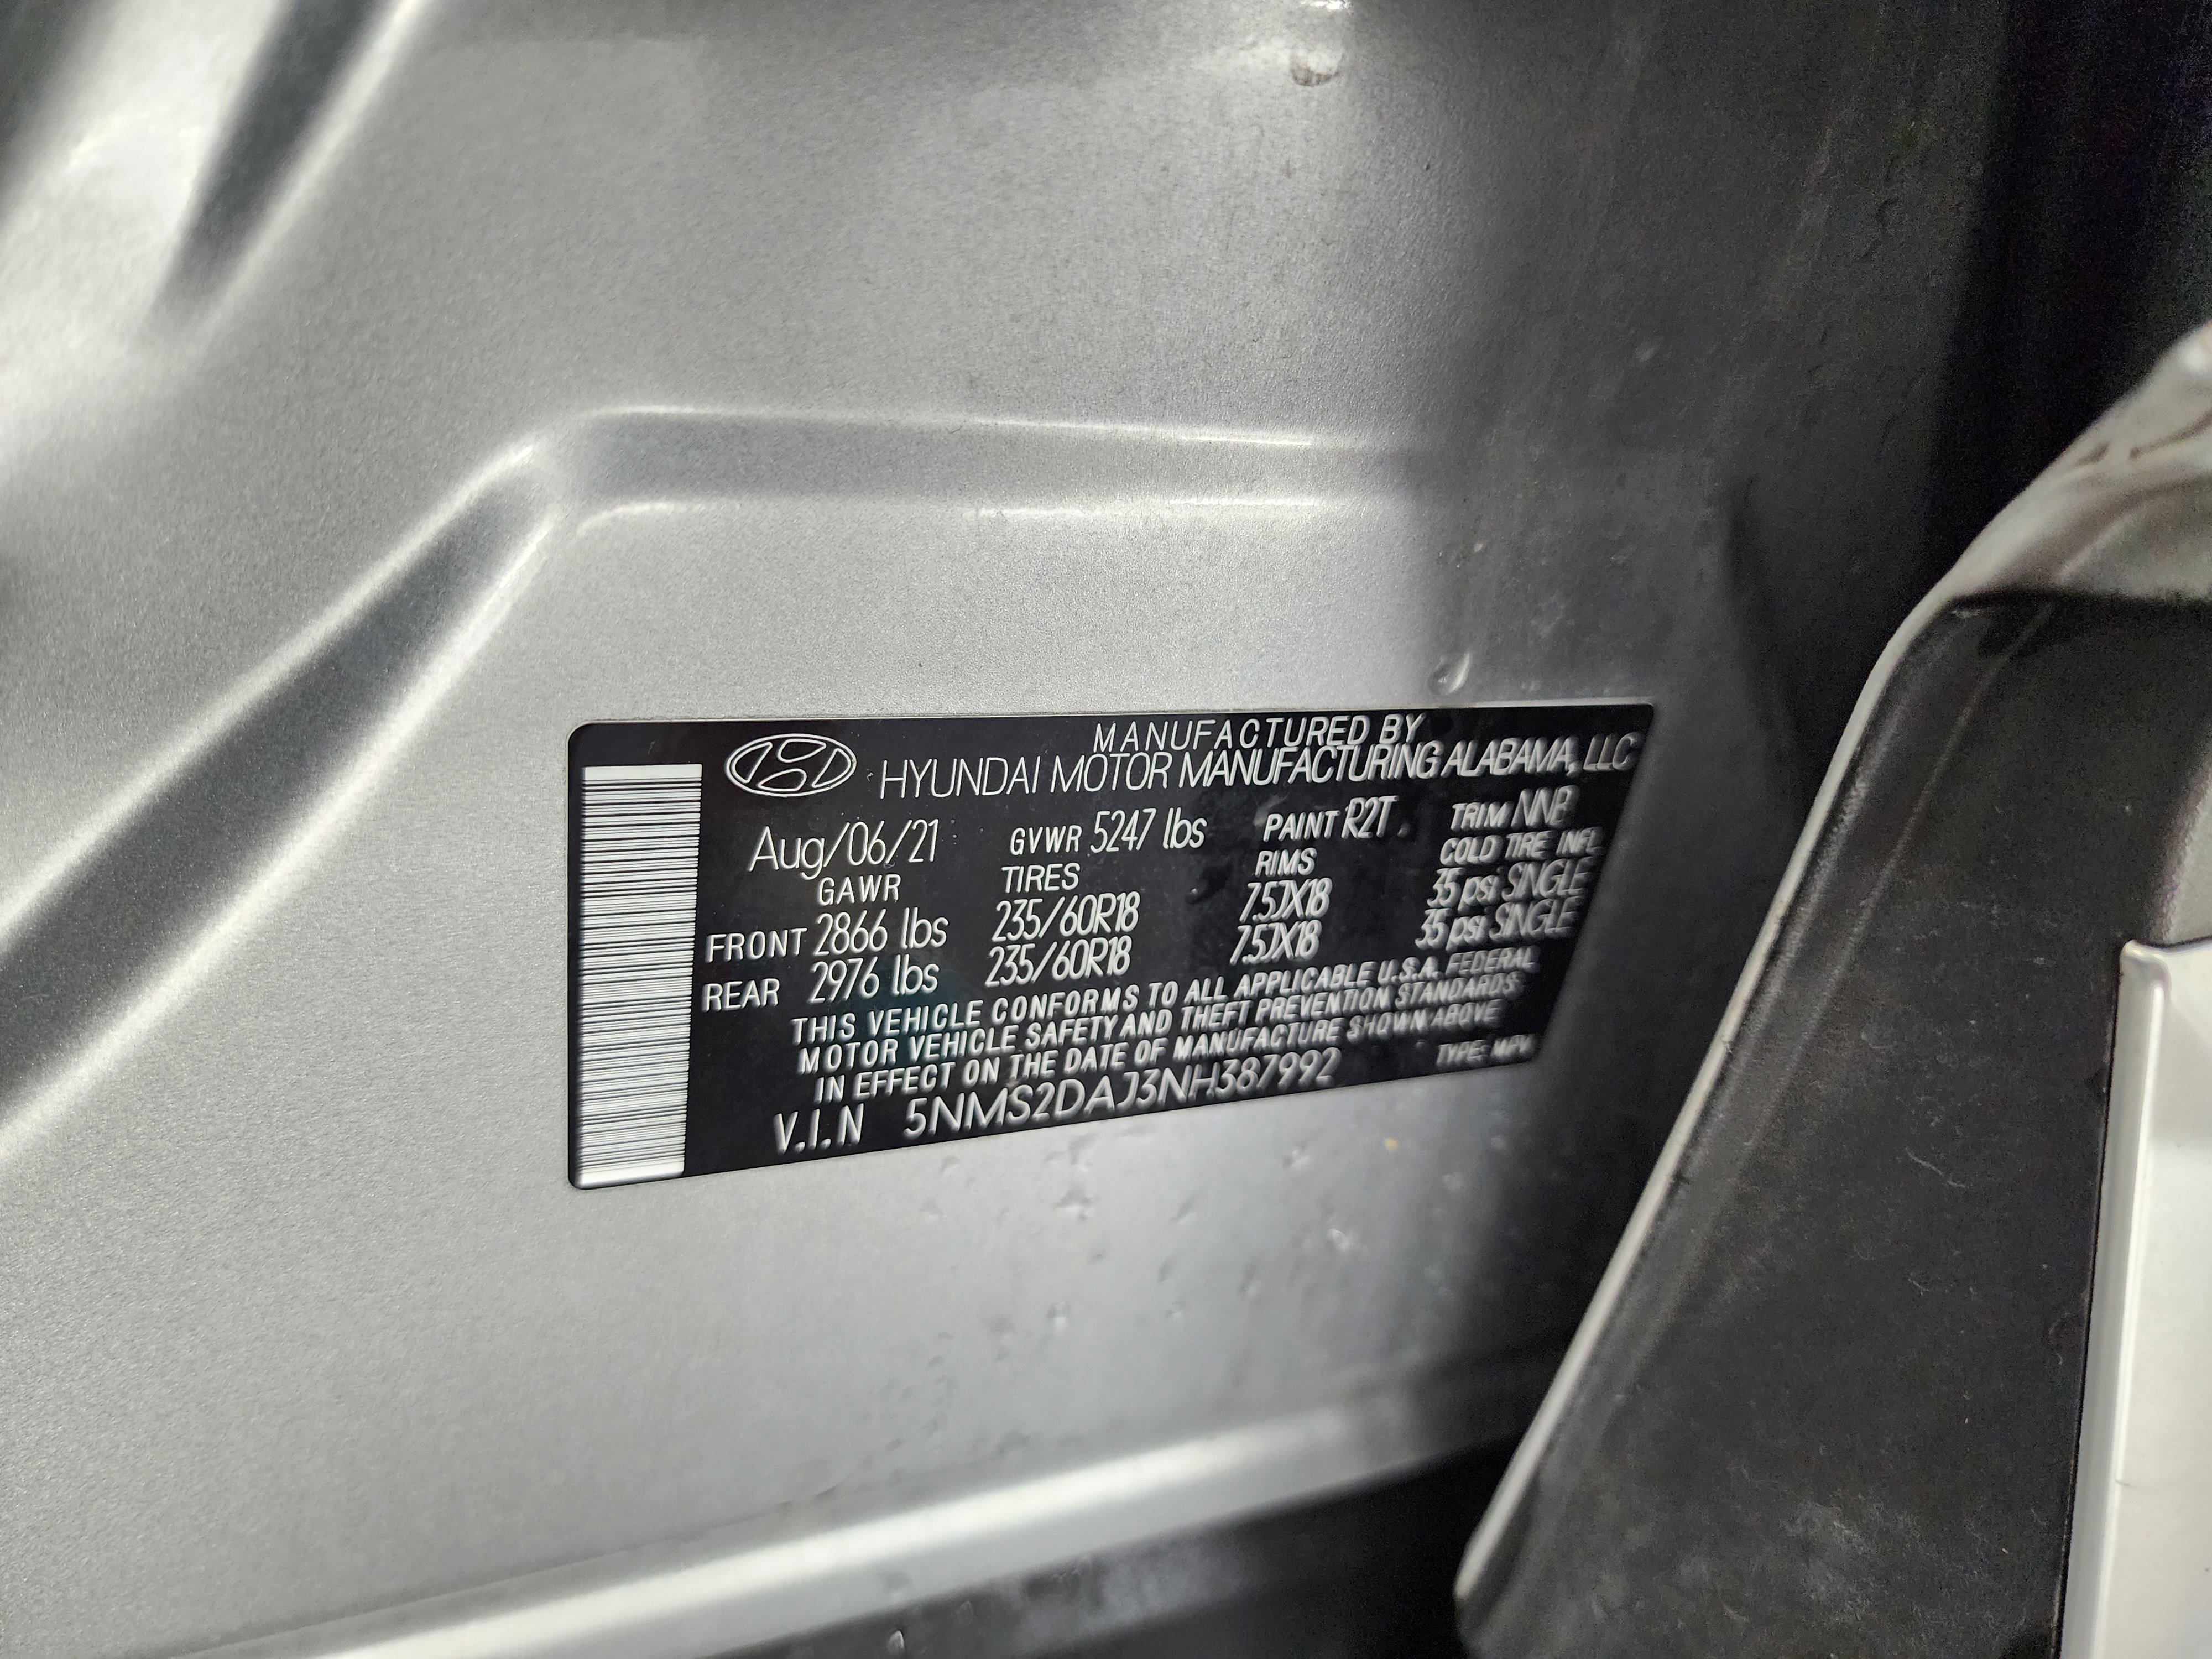 MANUFACTURED BY
HYUNDAI MOTOR MANUFACTURING ALABAMA, LLC
Aug/06/21 GVWR 5247 lbs PAINT R2T TRIM NNB
GAWR TIRES RIMS COLD TIRE INFL
FRONT 2866 lbs 235/60R18 7.5JX18 35 psi SINGLE
REAR 2976 lbs 235/60R18 7.5JX18 35 psi SINGLE
THIS VEHICLE CONFORMS TO ALL APPLICABLE U.S.A. FEDERAL
MOTOR VEHICLE SAFETY AND THEFT PREVENTION STANDARDS
IN EFFECT ON THE DATE OF MANUFACTURE SHOWN ABOVE
V.I.N 5NMS2DAJ3NH387992 TYPE: MPV